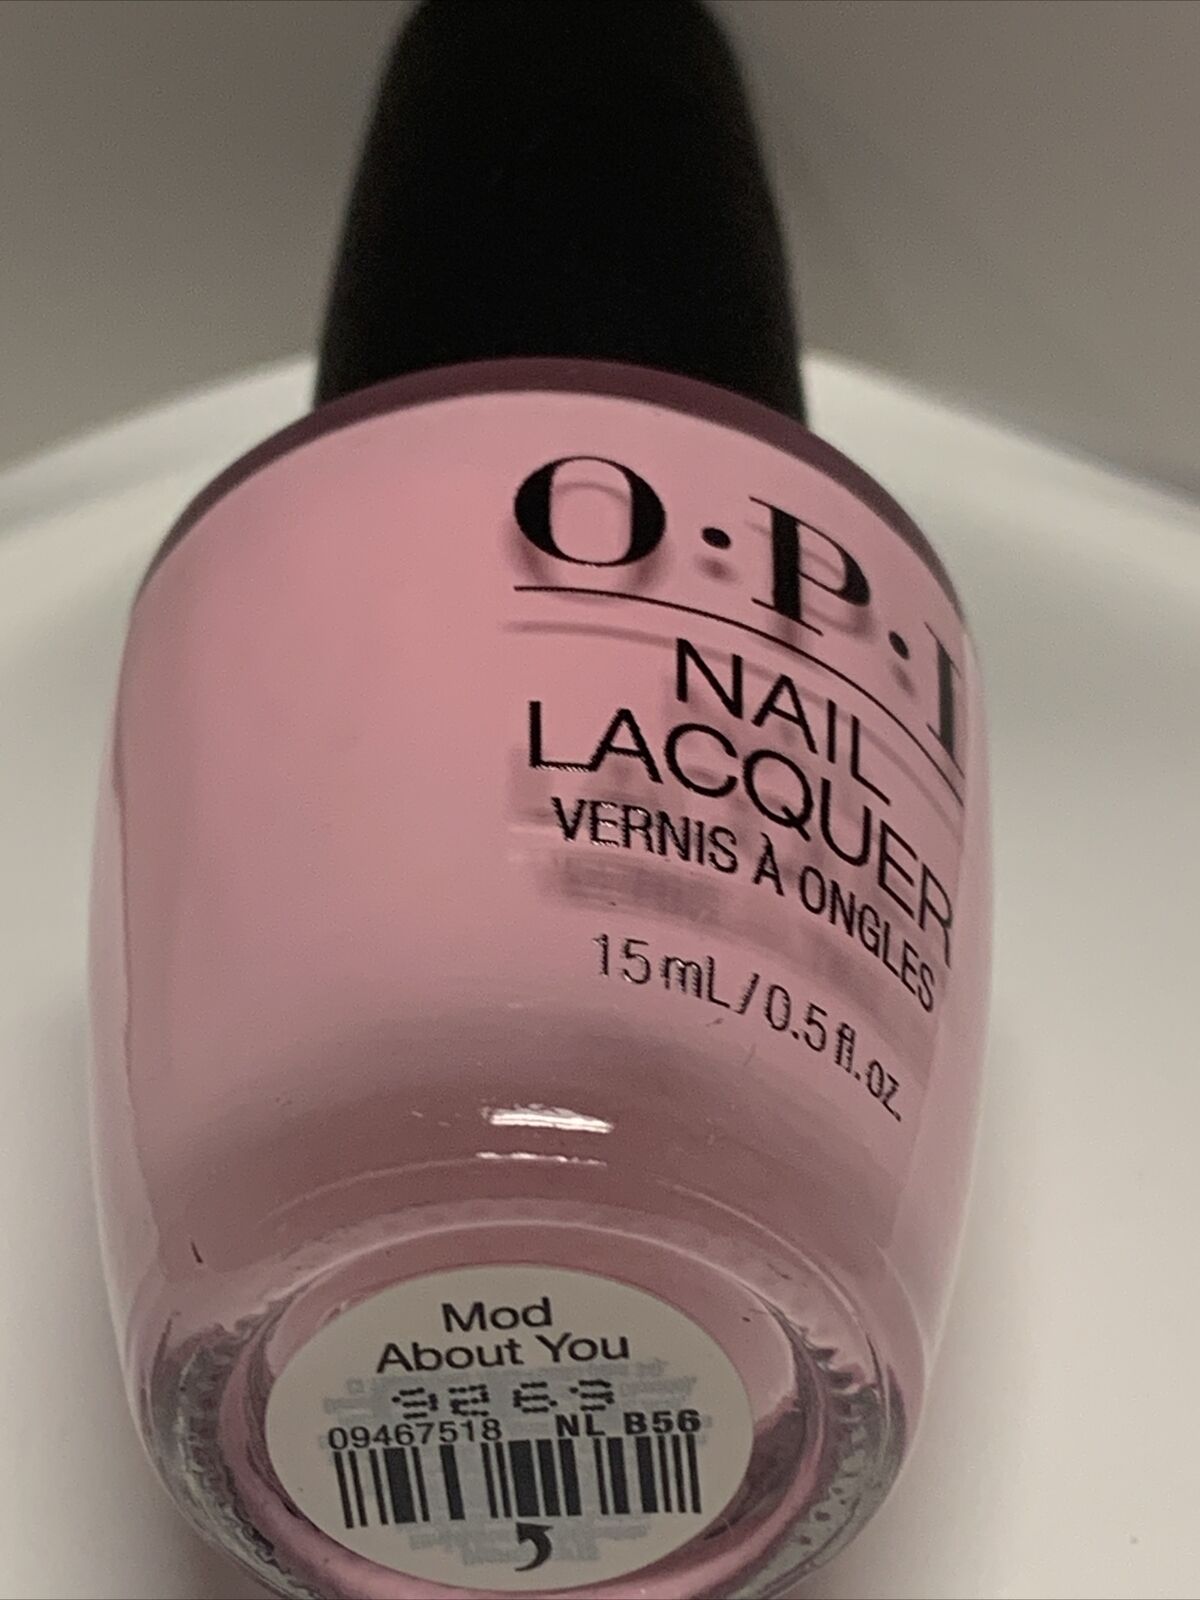 O·P·I
NAIL
LACQUER
VERNIS À ONGLES
15 mL/0.5 fl.oz.
Mod
About You
09467518 NL B56